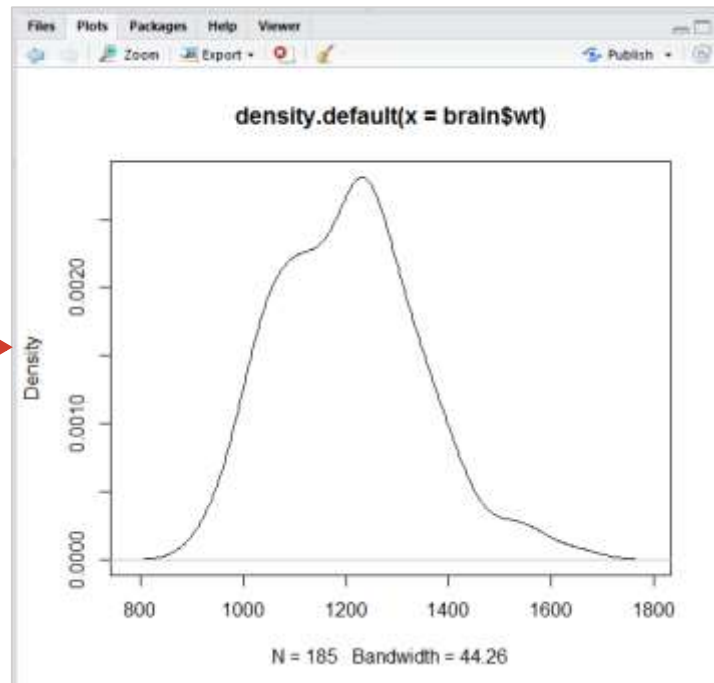 Files Plots Packages Help Viewer
Zoom Export Publish
density.default(x = brain$wt)
Density
0.0020
0.0010
0.0000
800 1000 1200 1400 1600 1800
N = 185 Bandwidth = 44.26